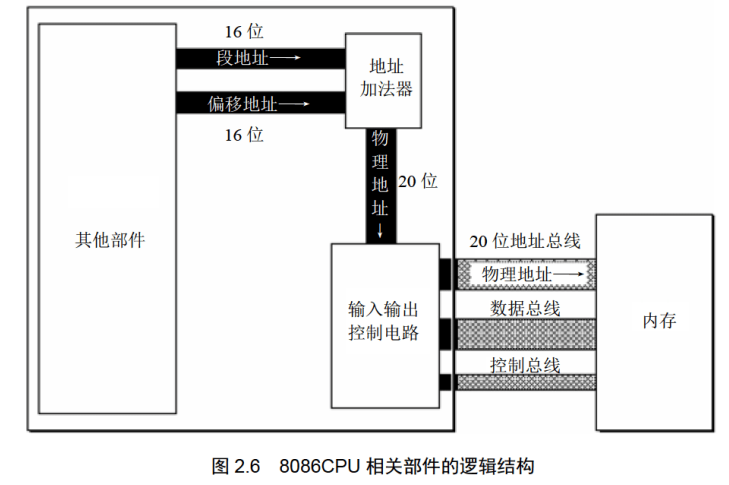 16 位
段地址
地址
加法器
偏移地址
16 位
物
理
地
址
20 位
其他部件
20 位地址总线
物理地址
输入输出
控制电路
数据总线
内存
控制总线
图 2.6 8086CPU 相关部件的逻辑结构